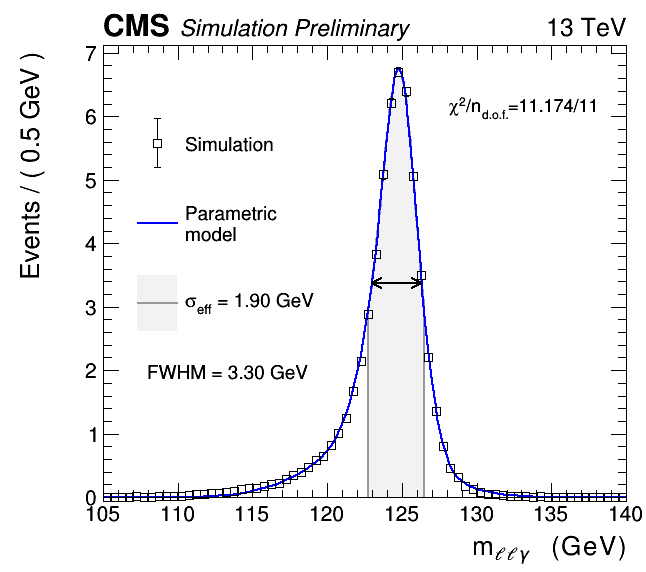 CMS Simulation Preliminary 13 TeV
Events / ( 0.5 GeV )
7
6
5
4
3
2
1
0
χ²/n_d.o.f.=11.174/11
Simulation
Parametric
model
σ_eff = 1.90 GeV
FWHM = 3.30 GeV
105 110 115 120 125 130 135 140
m_ℓℓγ (GeV)